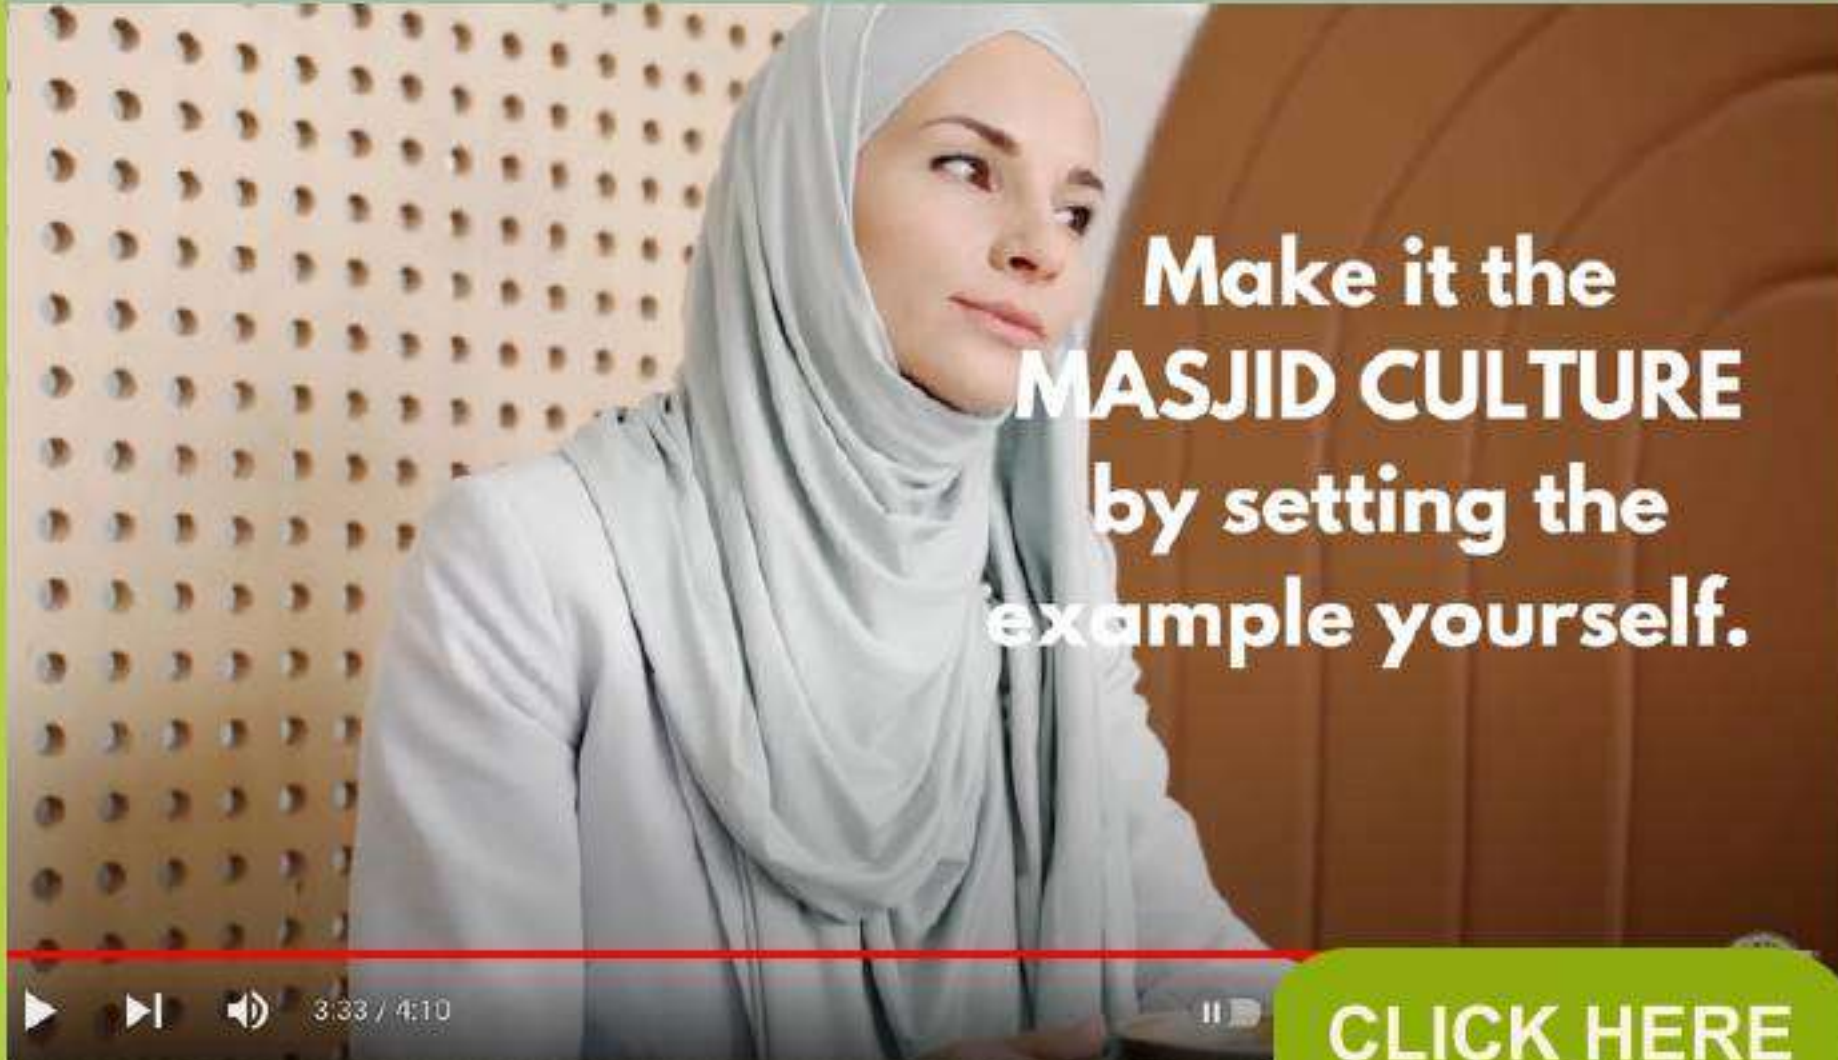 Make it the
MASJID CULTURE
by setting the
example yourself.
3:33 / 4:10
CLICK HERE